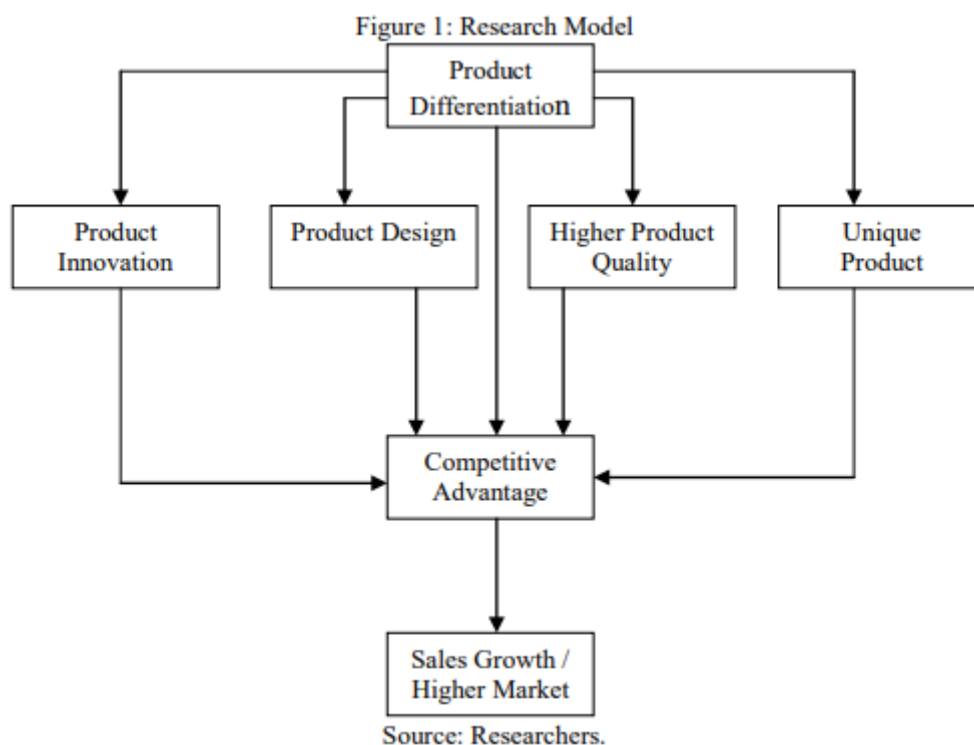 Figure 1: Research Model
Product
Differentiation
Product
Innovation
Product Design
Higher Product
Quality
Unique
Product
Competitive
Advantage
Sales Growth /
Higher Market
Source: Researchers.